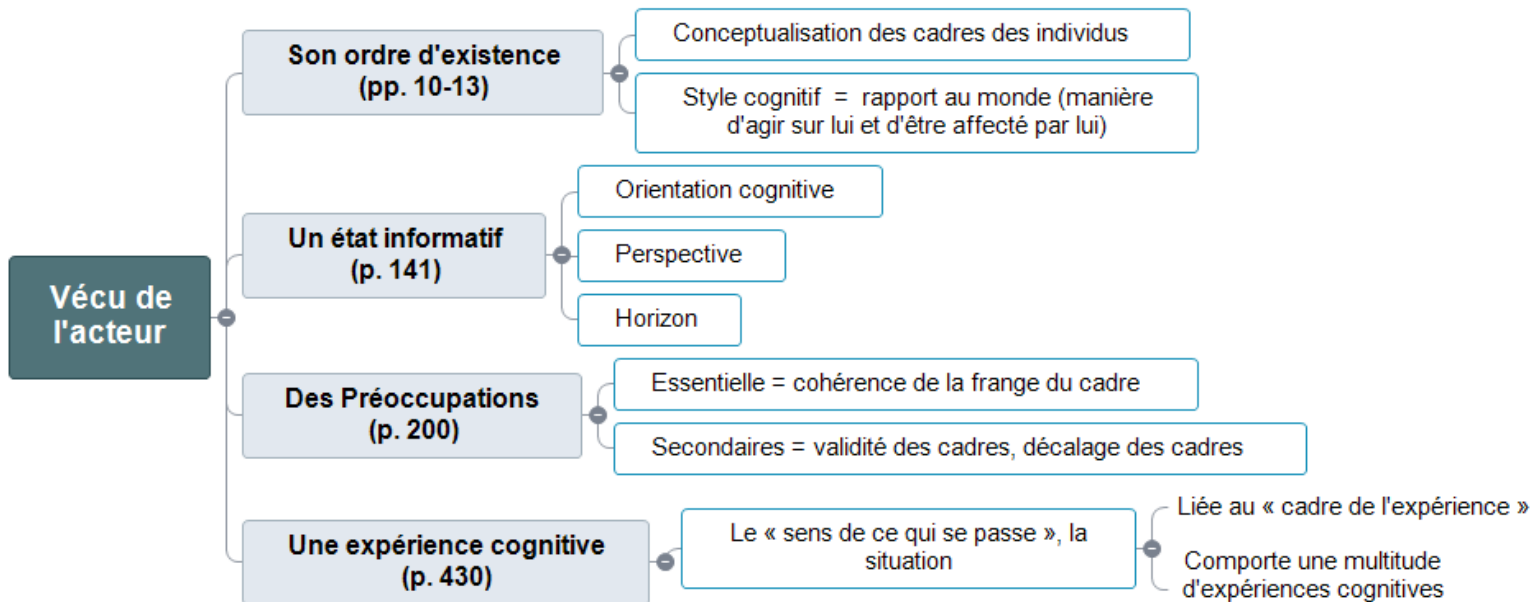 Vécu de
l'acteur
Son ordre d'existence
(pp. 10-13)
Conceptualisation des cadres des individus
Style cognitif = rapport au monde (manière
d'agir sur lui et d'être affecté par lui)
Un état informatif
(p. 141)
Orientation cognitive
Perspective
Horizon
Des Préoccupations
(p. 200)
Essentielle = cohérence de la frange du cadre
Secondaires = validité des cadres, décalage des cadres
Une expérience cognitive
(p. 430)
Le « sens de ce qui se passe », la
situation
Liée au « cadre de l'expérience »
Comporte une multitude
d'expériences cognitives